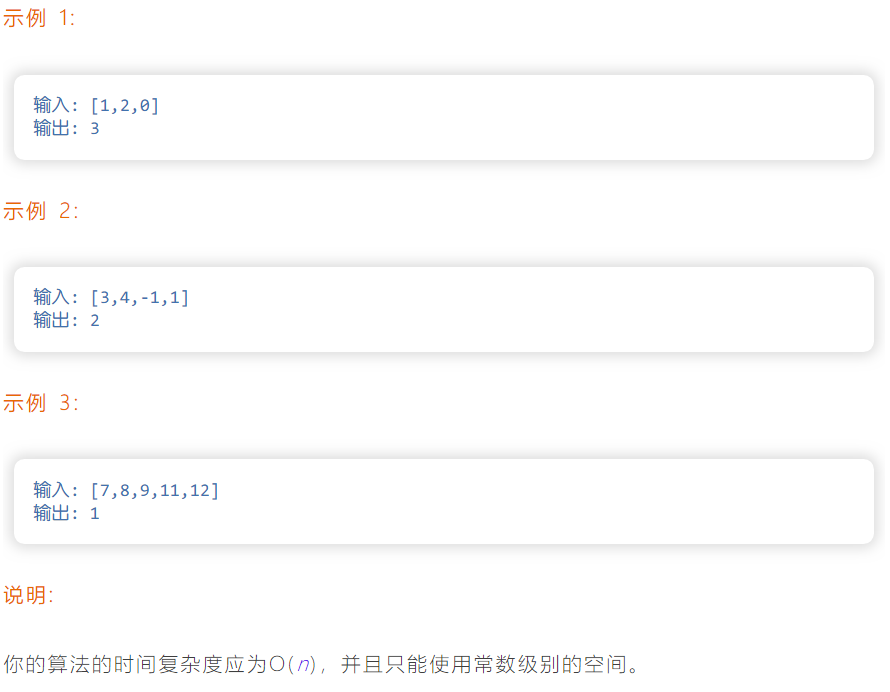 示例 1:
输入: [1,2,0]
输出: 3
示例 2:
输入: [3,4,-1,1]
输出: 2
示例 3:
输入: [7,8,9,11,12]
输出: 1
说明:
你的算法的时间复杂度应为O(n)，并且只能使用常数级别的空间。